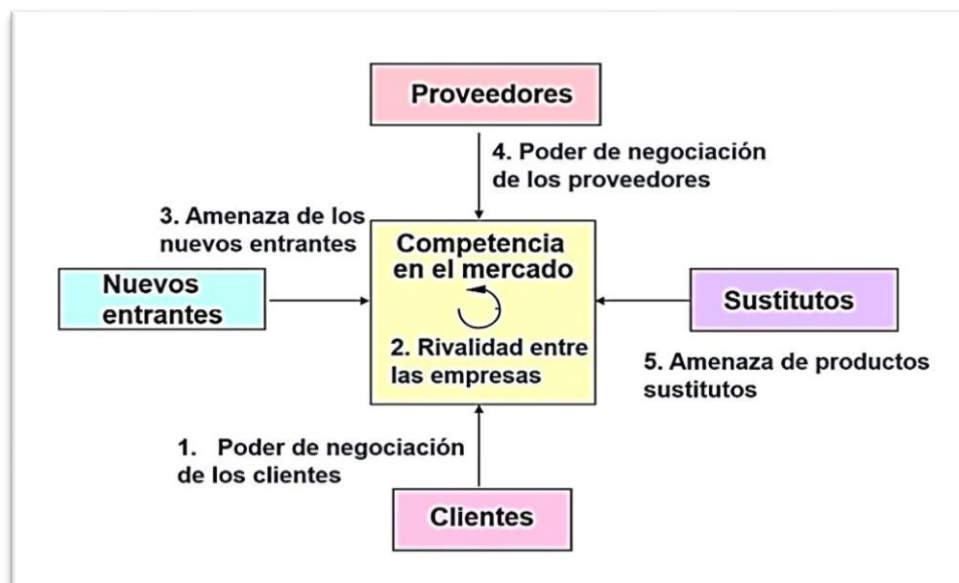 Proveedores
4. Poder de negociación
de los proveedores
3. Amenaza de los
nuevos entrantes
Competencia
en el mercado
Nuevos
entrantes
Sustitutos
2. Rivalidad entre
las empresas
5. Amenaza de productos
sustitutos
1. Poder de negociación
de los clientes
Clientes